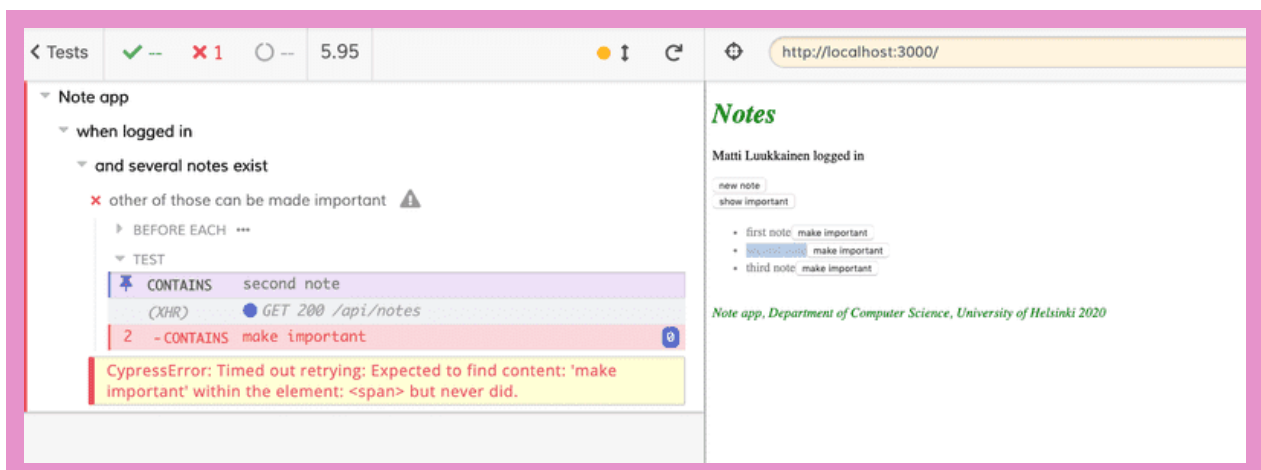 Tests -- 1 -- 5.95 http://localhost:3000/
Note app
when logged in
and several notes exist
other of those can be made important
BEFORE EACH •••
TEST
CONTAINS second note
(XHR) GET 200 /api/notes
2 -CONTAINS make important 0
CypressError: Timed out retrying: Expected to find content: 'make
important' within the element: <span> but never did.
Notes
Matti Luukkainen logged in
new note
show important
• first note make important
• second note make important
• third note make important
Note app, Department of Computer Science, University of Helsinki 2020